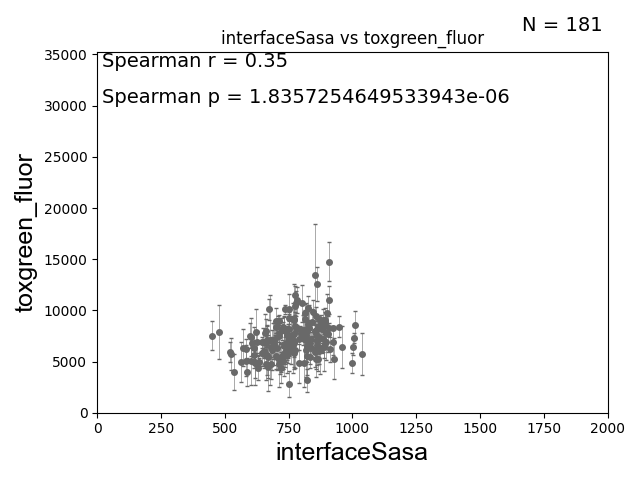 N = 181
interfaceSasa vs toxgreen_fluor
Spearman r = 0.35
Spearman p = 1.8357254649533943e-06
toxgreen_fluor
35000
30000
25000
20000
15000
10000
5000
0
0 250 500 750 1000 1250 1500 1750 2000
interfaceSasa